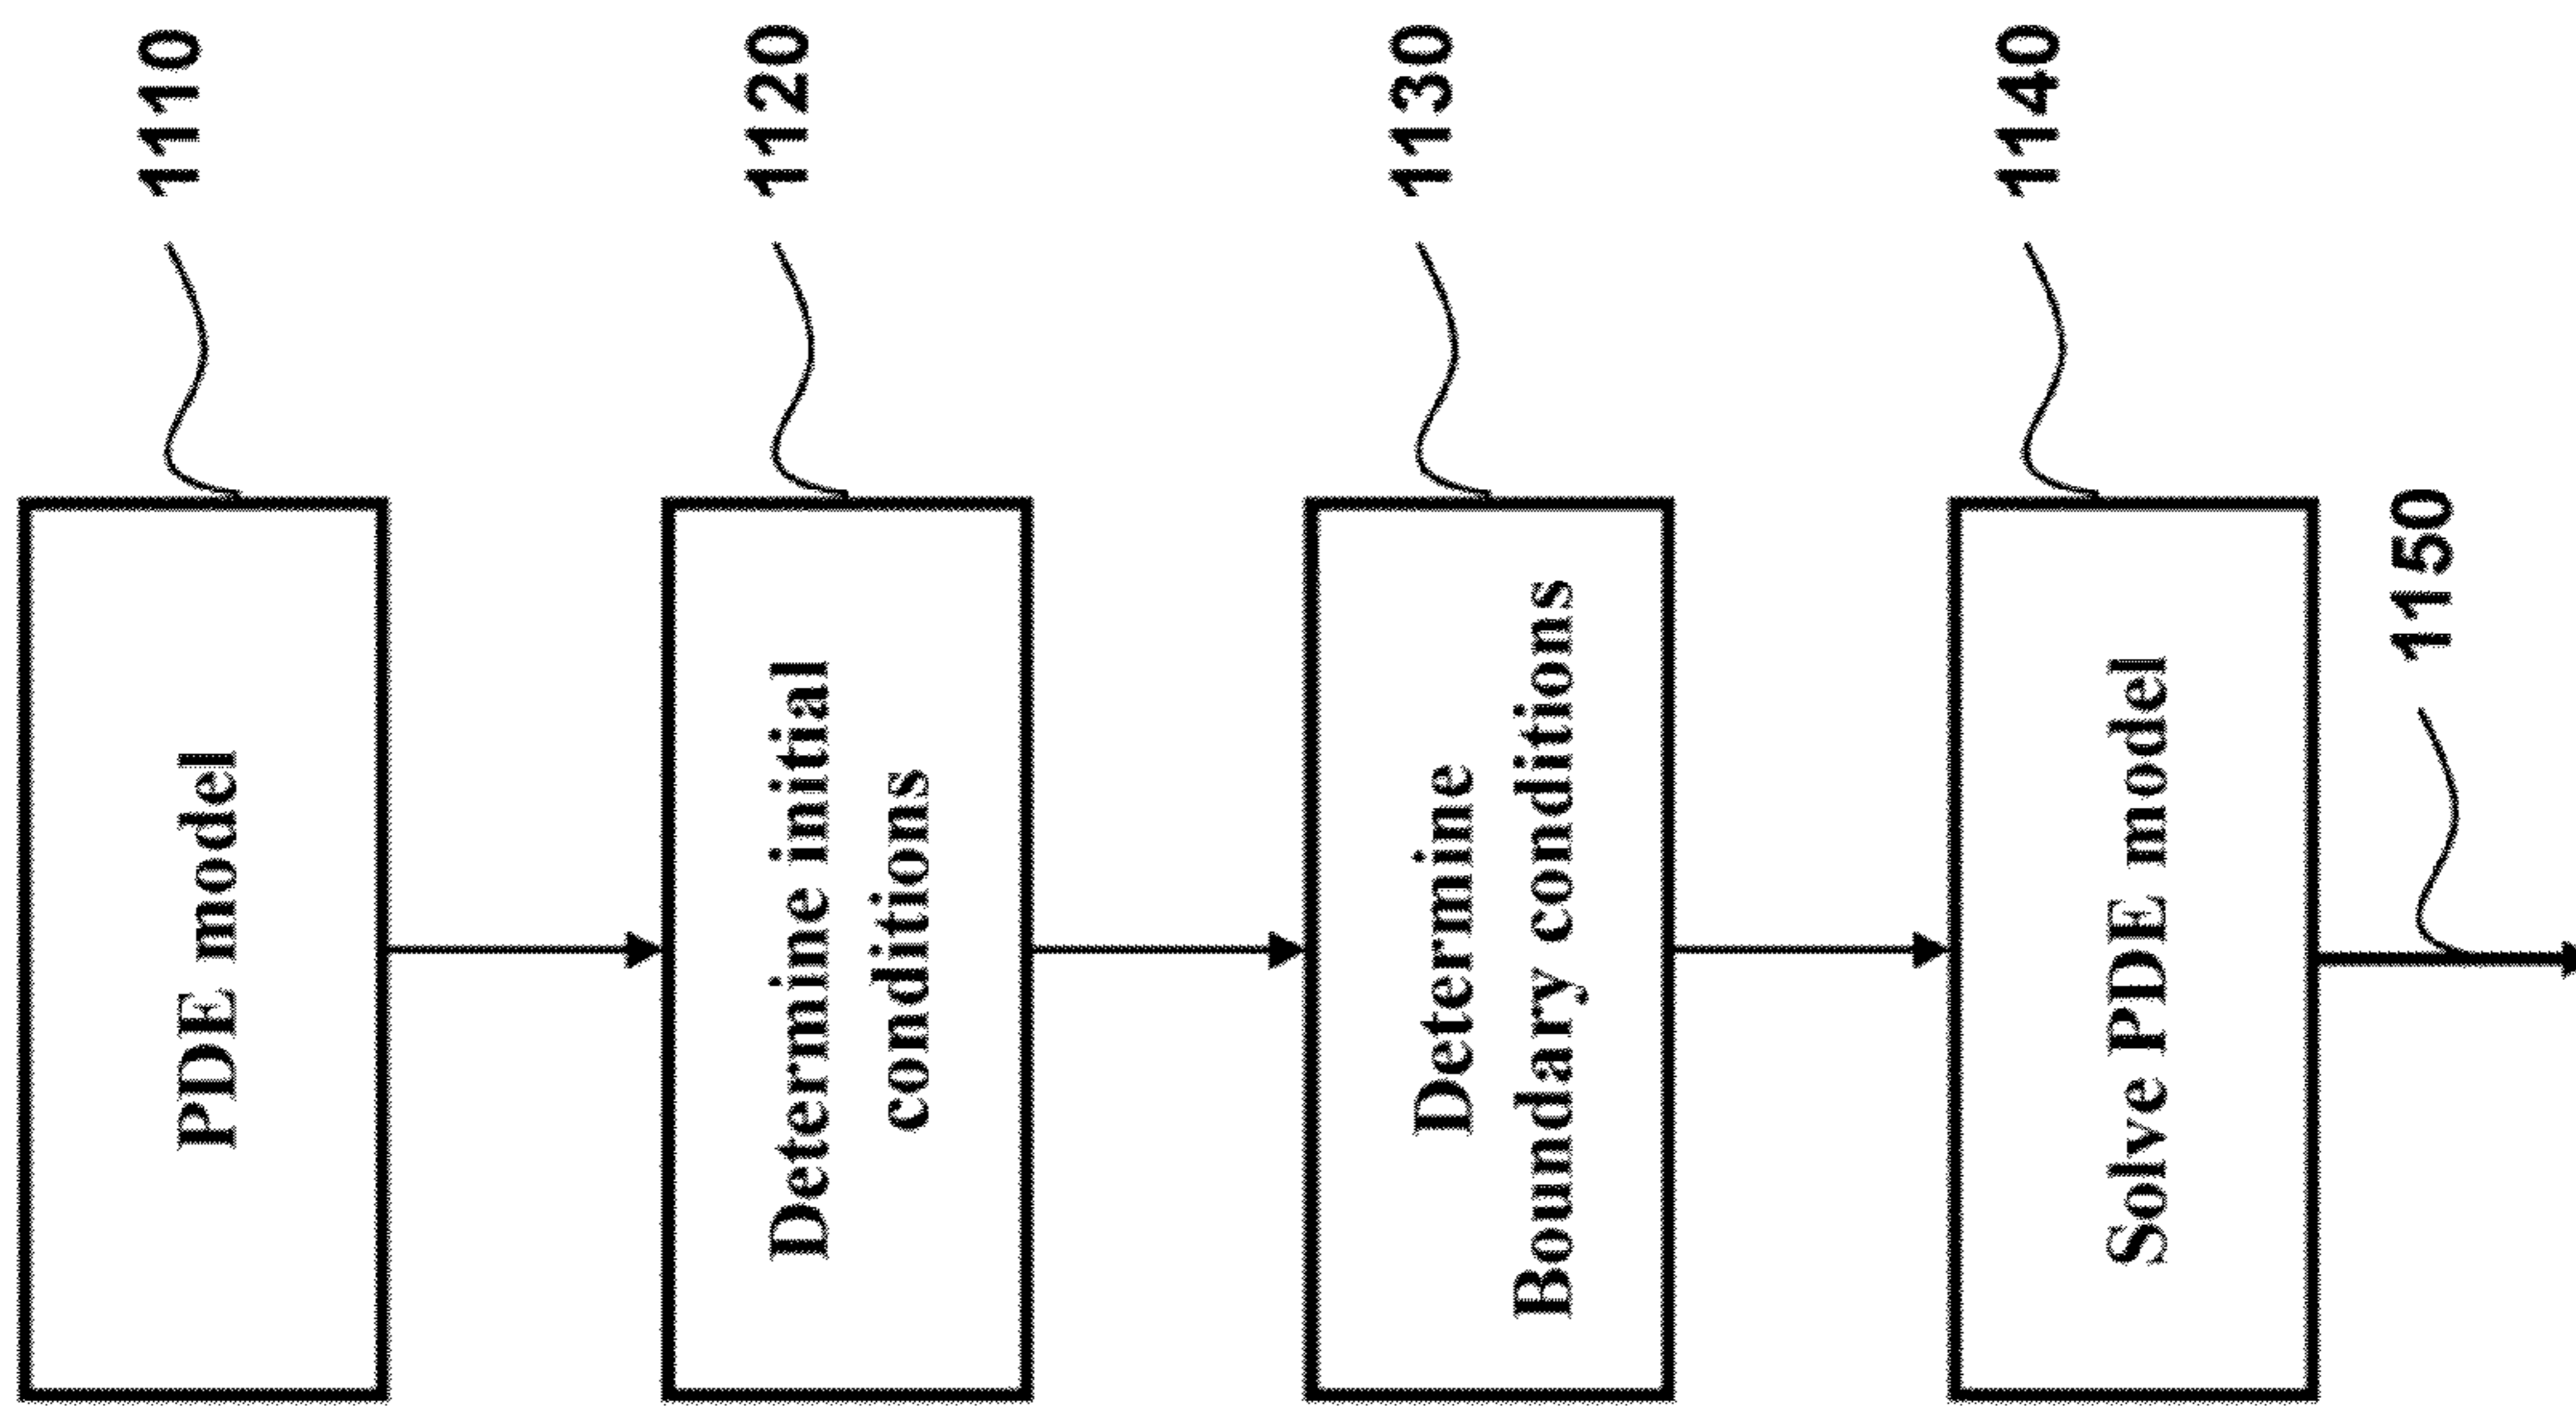 PDE model
1110
Determine initial
conditions
1120
Determine
Boundary conditions
1130
Solve PDE model
1140
1150